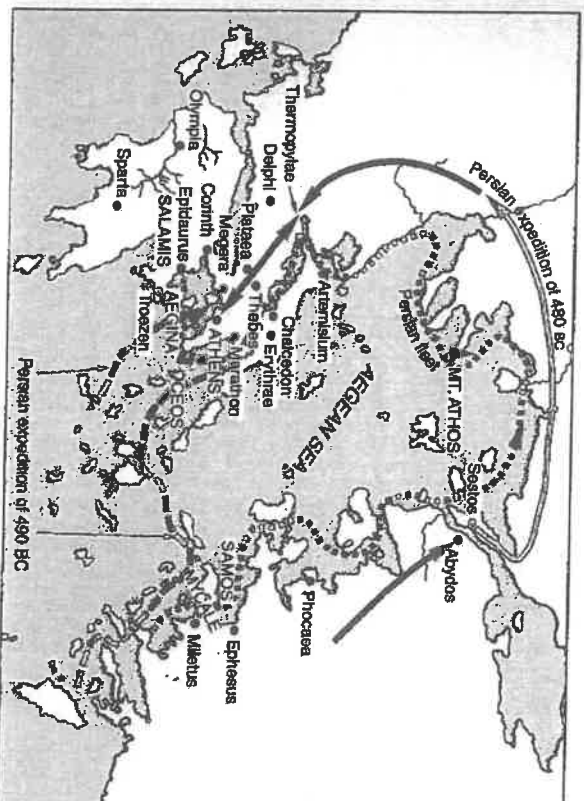 Persian expedition of 480 BC
Persian fleet
MT. ATHOS
Sestos
Abydos
Thermopylae
Delphi
Artemisium
AEGEAN SEA
Phocaea
Chalcedon
Erythrae
Thebes
Plataea
Marathon
Megara
ATHENS
Corinth
CEOS
SALAMIS
AEGINA
Epidaurus
Troezen
Olympia
Sparta
SAMOS
Ephesus
MYCALE
Miletus
Persian expedition of 490 BC